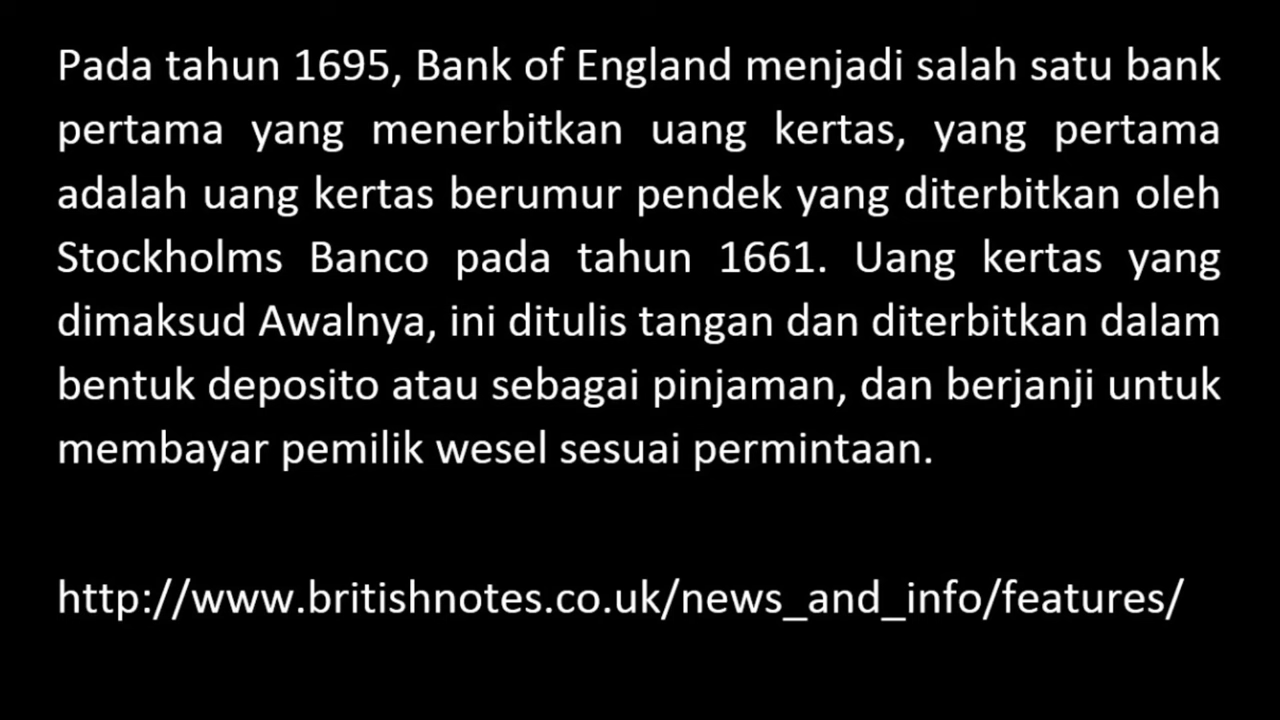 Pada tahun 1695, Bank of England menjadi salah satu bank
pertama yang menerbitkan uang kertas, yang pertama
adalah uang kertas berumur pendek yang diterbitkan oleh
Stockholms Banco pada tahun 1661. Uang kertas yang
dimaksud Awalnya, ini ditulis tangan dan diterbitkan dalam
bentuk deposito atau sebagai pinjaman, dan berjanji untuk
membayar pemilik wesel sesuai permintaan.
http://www.britishnotes.co.uk/news_and_info/features/